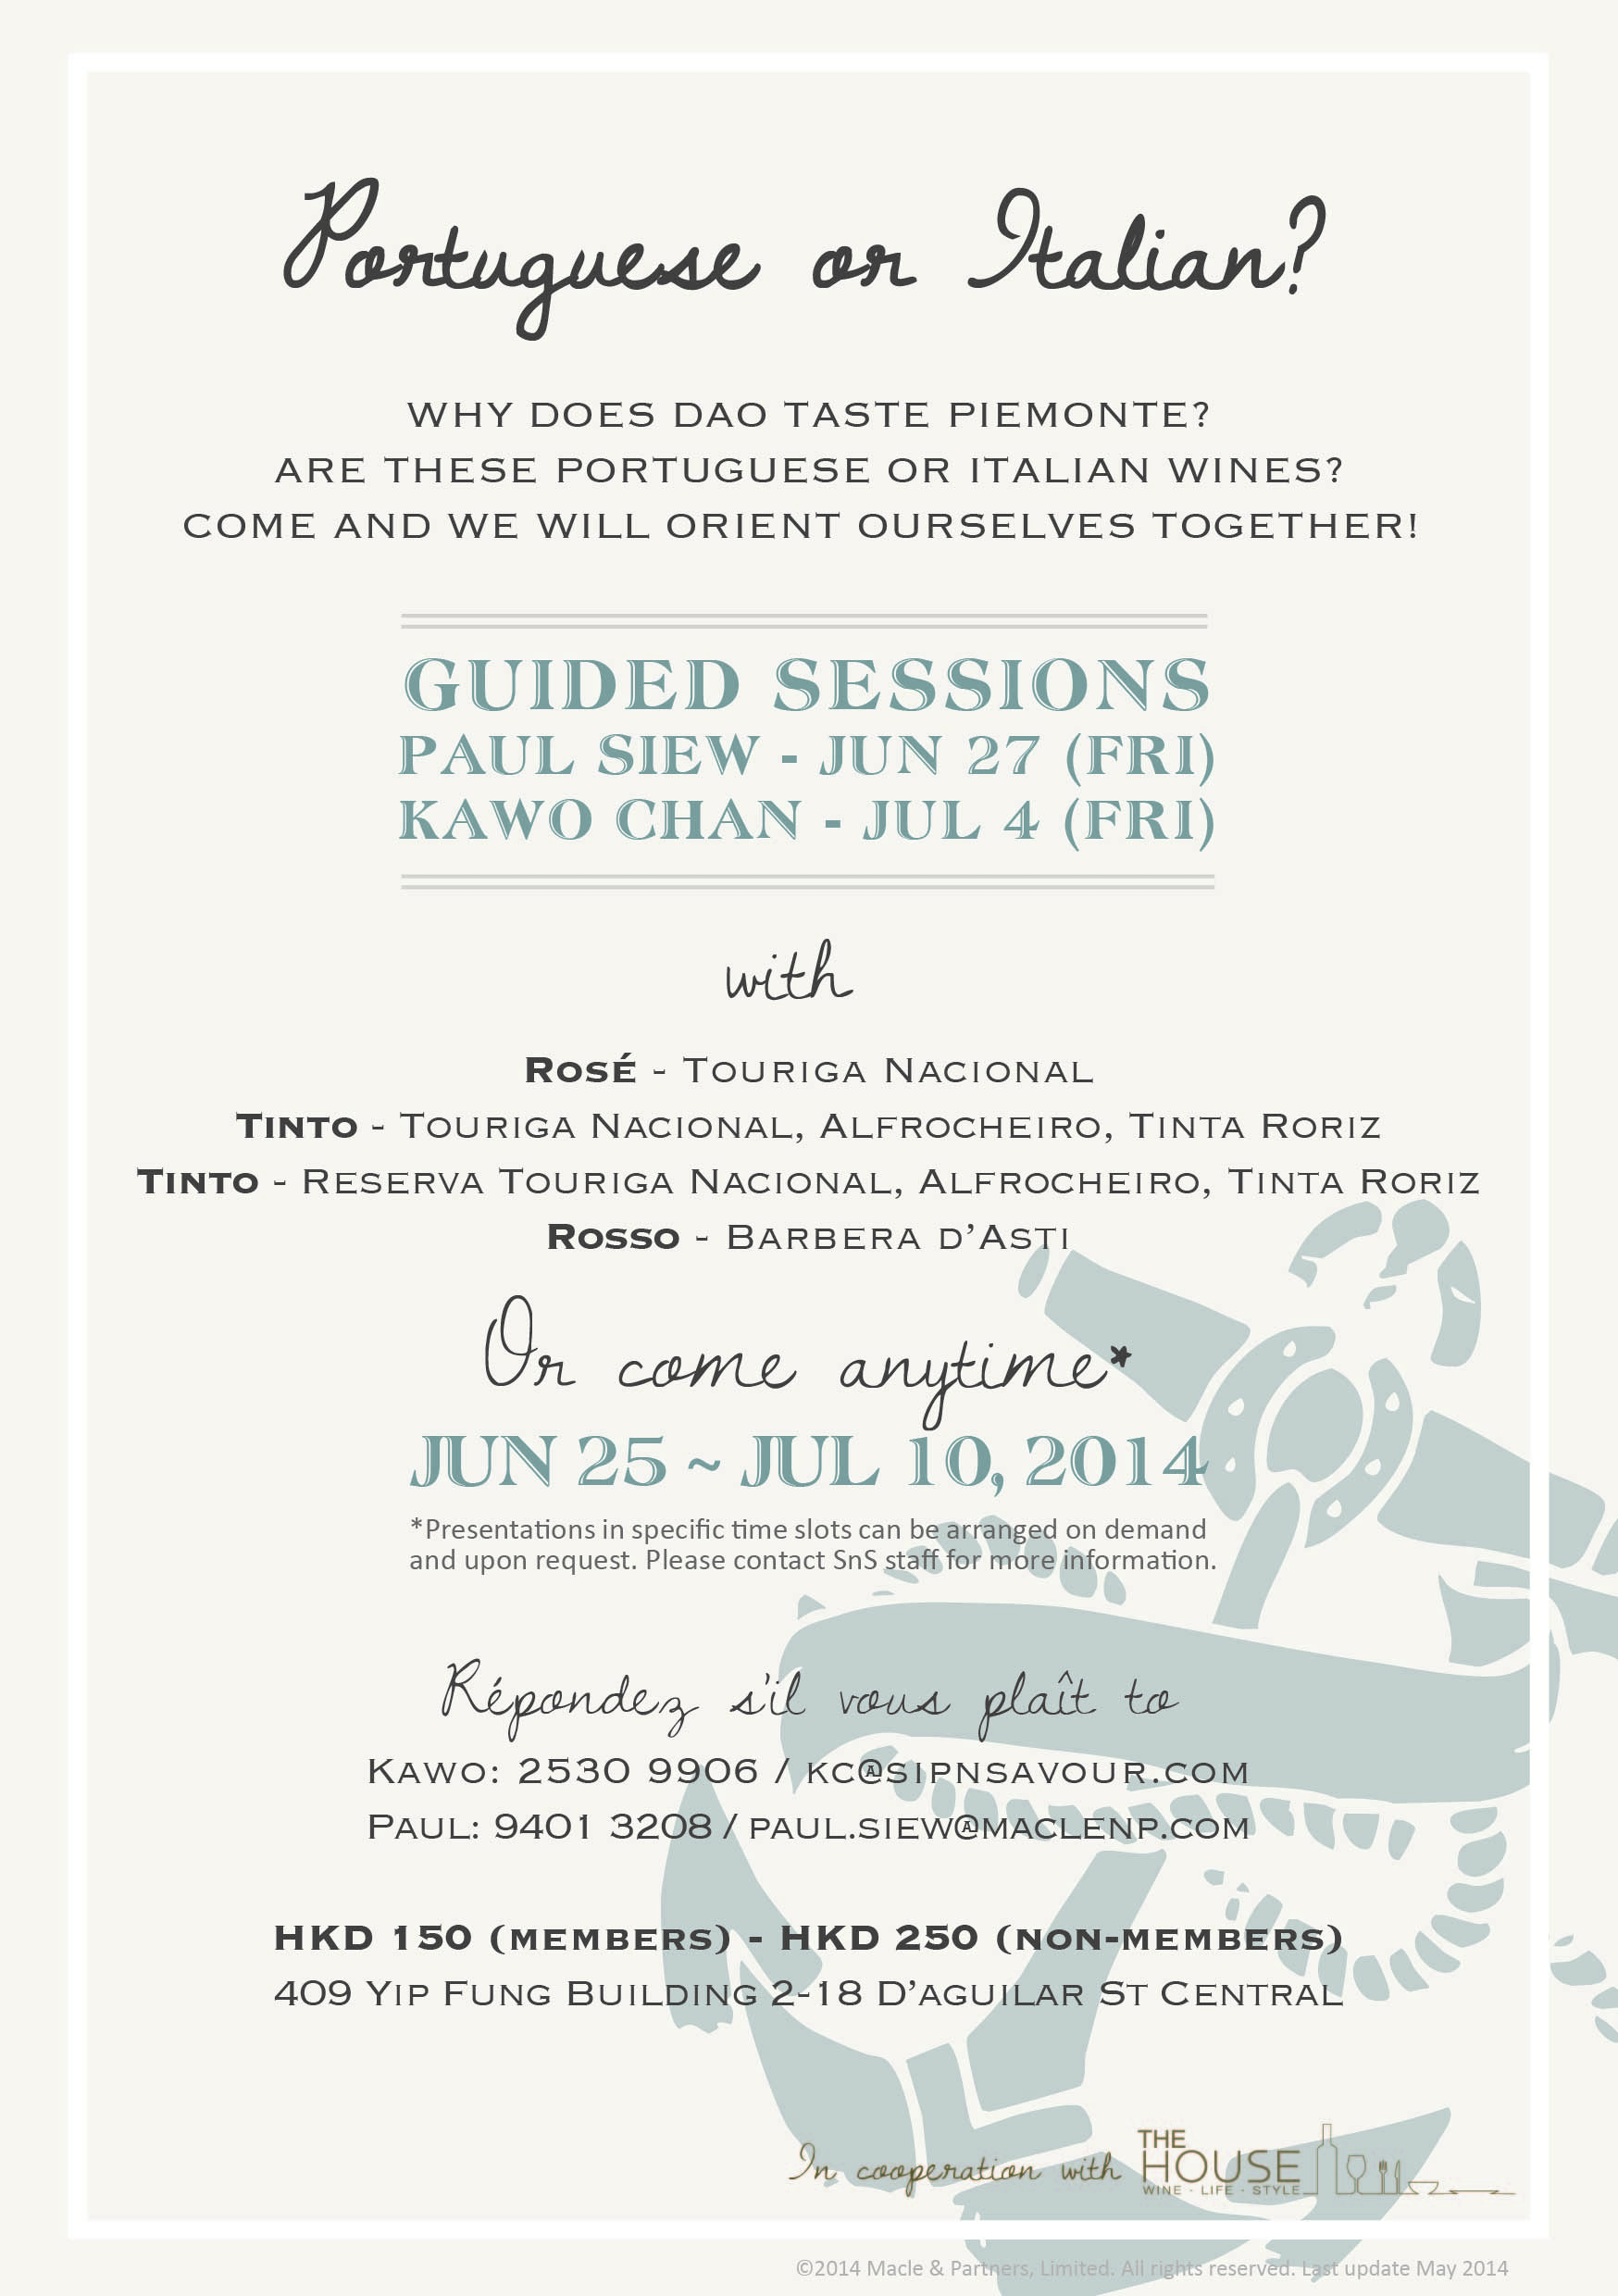 Portuguese or Italian?
WHY DOES DAO TASTE PIEMONTE?
ARE THESE PORTUGUESE OR ITALIAN WINES?
COME AND WE WILL ORIENT OURSELVES TOGETHER!
GUIDED SESSIONS
PAUL SIEW - JUN 27 (FRI)
KAWO CHAN - JUL 4 (FRI)
with
ROSÉ - TOURIGA NACIONAL
TINTO - TOURIGA NACIONAL, ALFROCHEIRO, TINTA RORIZ
TINTO - RESERVA TOURIGA NACIONAL, ALFROCHEIRO, TINTA RORIZ
ROSSO - BARBERA D'ASTI
Or come anytime*
JUN 25 ~ JUL 10, 2014
*Presentations in specific time slots can be arranged on demand
and upon request. Please contact SnS staff for more information.
Répondez s'il vous plaît to
KAWO: 2530 9906 / KC@SIPNSAVOUR.COM
PAUL: 9401 3208 / PAUL.SIEW@MACLENP.COM
HKD 150 (MEMBERS) - HKD 250 (NON-MEMBERS)
409 YIP FUNG BUILDING 2-18 D'AGUILAR ST CENTRAL
In cooperation with THE HOUSE
WINE · LIFE · STYLE
©2014 Macle & Partners, Limited. All rights reserved. Last update May 2014